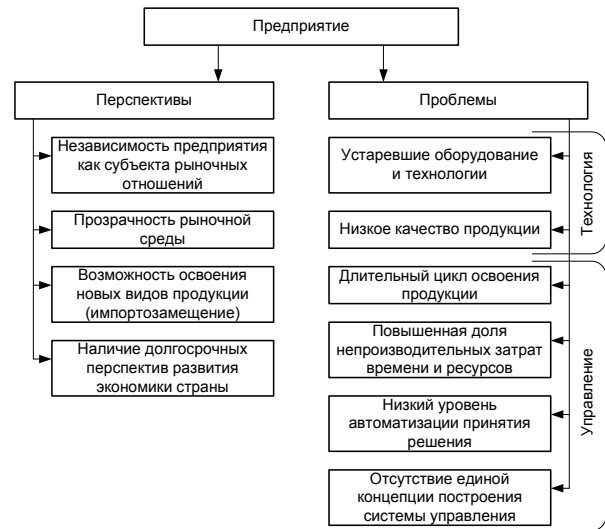 Предприятие
Перспективы
Независимость предприятия
как субъекта рыночных
отношений
Прозрачность рыночной
среды
Возможность освоения
новых видов продукции
(импортозамещение)
Наличие долгосрочных
перспектив развития
экономики страны
Проблемы
Устаревшие оборудование
и технологии
Низкое качество продукции
Длительный цикл освоения
продукции
Повышенная доля
непроизводительных затрат
времени и ресурсов
Низкий уровень
автоматизации принятия
решения
Отсутствие единой
концепции построения
системы управления
Технология
Управление